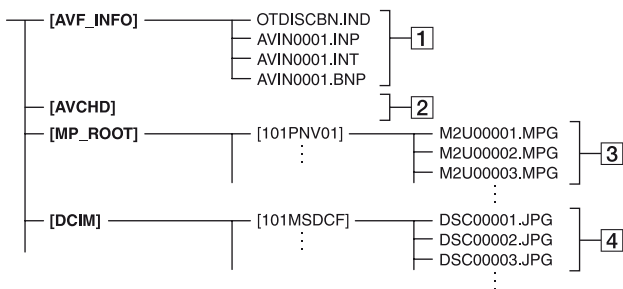 [AVF_INFO] OTDISCBN.IND
AVIN0001.INP 1
AVIN0001.INT
AVIN0001.BNP
[AVCHD] 2
[MP_ROOT] [101PNV01] M2U00001.MPG
M2U00002.MPG 3
M2U00003.MPG
[DCIM] [101MSDCF] DSC00001.JPG
DSC00002.JPG 4
DSC00003.JPG